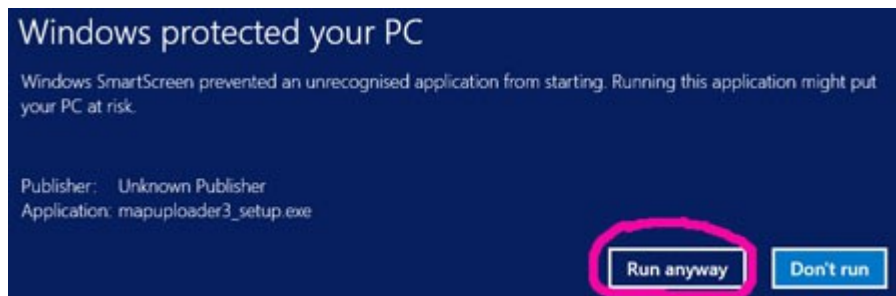 Windows protected your PC
Windows SmartScreen prevented an unrecognised application from starting. Running this application might put
your PC at risk.
Publisher: Unknown Publisher
Application: mapuploader3_setup.exe
Run anyway
Don't run